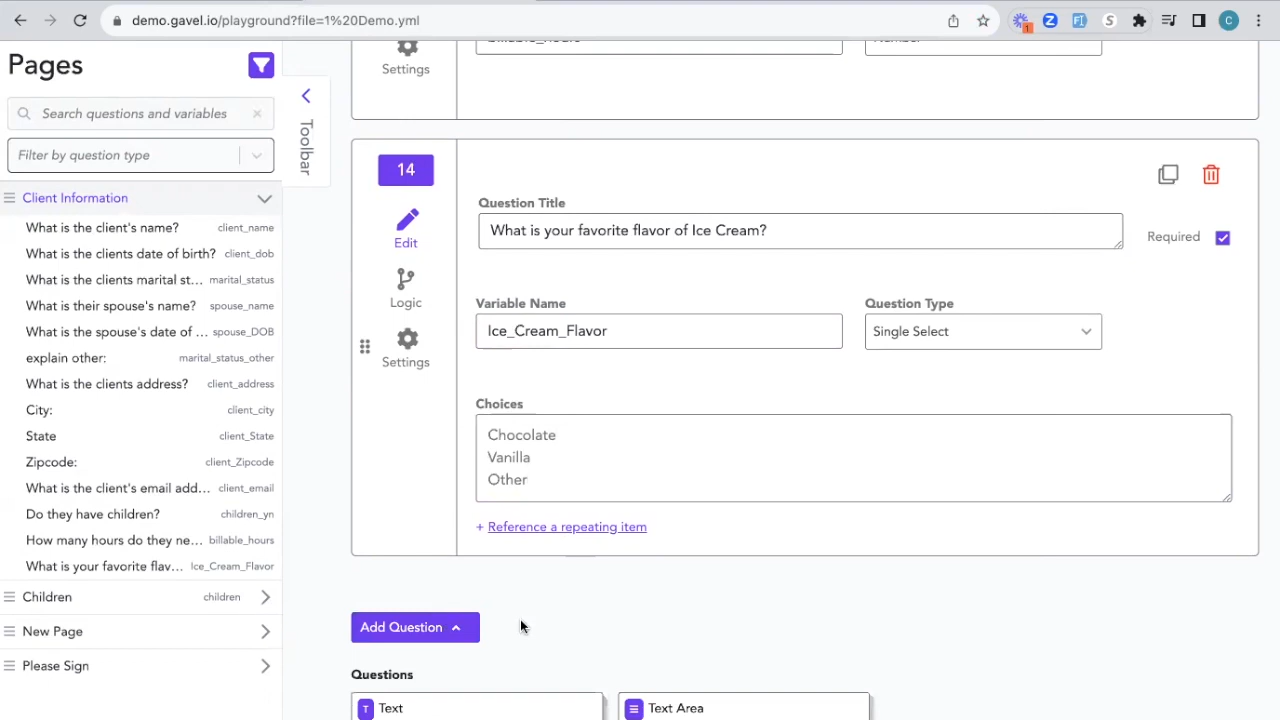 demo.gavel.io/playground?file=1%20Demo.yml
Pages
Search questions and variables
Filter by question type
Toolbar
Client Information
What is the client's name? client_name
What is the clients date of birth? client_dob
What is the clients marital st... marital_status
What is their spouse's name? spouse_name
What is the spouse's date of ... spouse_DOB
explain other: marital_status_other
What is the clients address? client_address
City: client_city
State client_State
Zipcode: client_Zipcode
What is the client's email add... client_email
Do they have children? children_yn
How many hours do they ne... billable_hours
What is your favorite flav... Ice_Cream_Flavor
Children children
New Page
Please Sign
billable_hours Number
Settings
14
Edit
Logic
Settings
Question Title
What is your favorite flavor of Ice Cream?
Required
Variable Name Question Type
Ice_Cream_Flavor Single Select
Choices
Chocolate
Vanilla
Other
+ Reference a repeating item
Add Question
Questions
T Text Text Area
C
Z
S
1